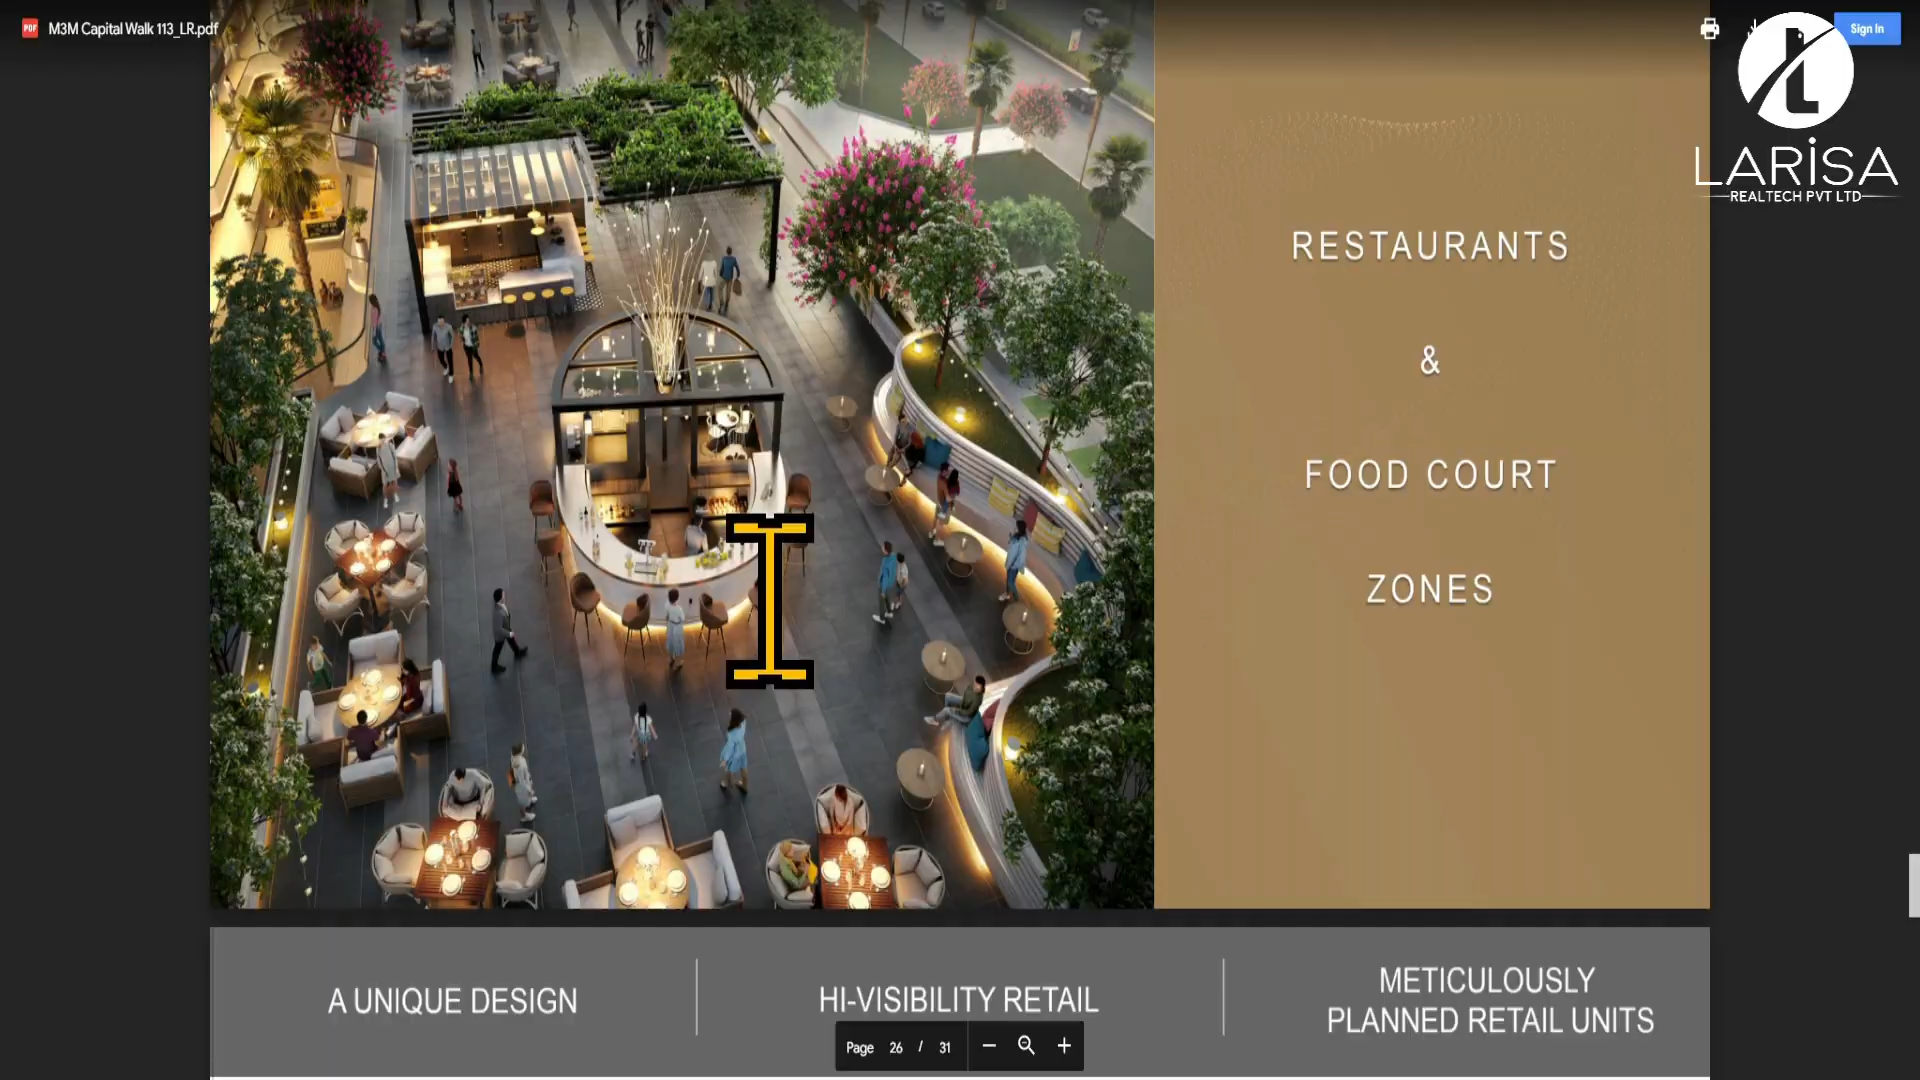 M3M Capital Walk 113_LR.pdf
Sign In
LARISA
REALTECH PVT LTD
RESTAURANTS
&
FOOD COURT
ZONES
A UNIQUE DESIGN
HI-VISIBILITY RETAIL
METICULOUSLY
PLANNED RETAIL UNITS
Page 26 / 31